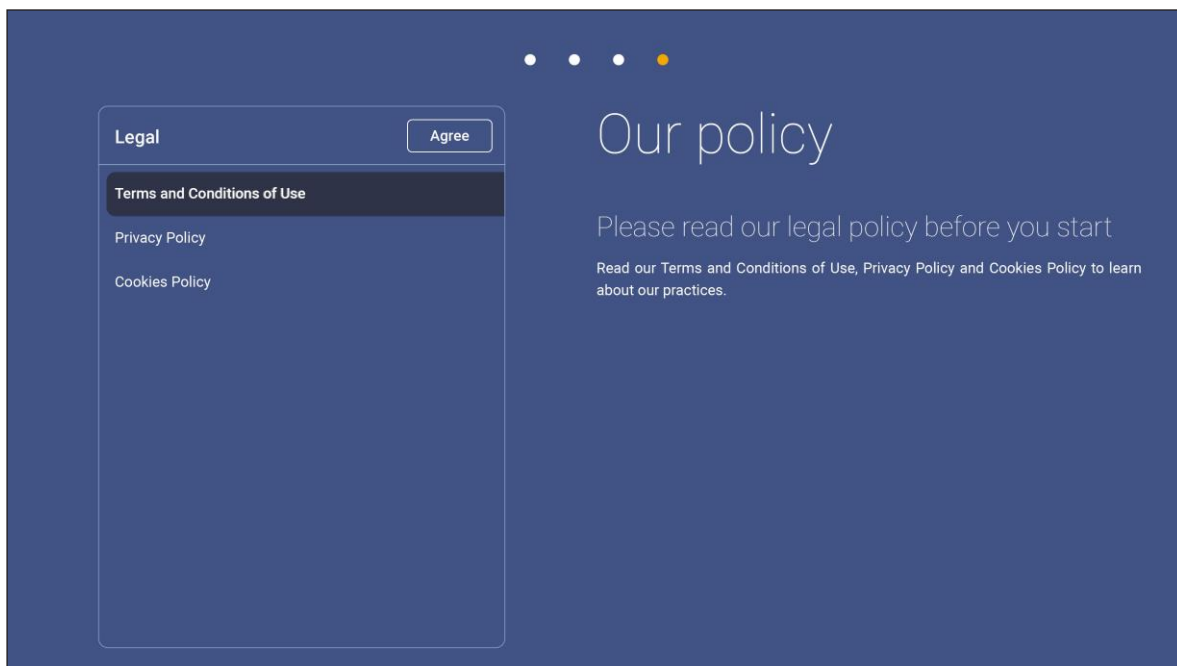 Legal
Agree
Terms and Conditions of Use
Privacy Policy
Cookies Policy
Our policy
Please read our legal policy before you start
Read our Terms and Conditions of Use, Privacy Policy and Cookies Policy to learn
about our practices.